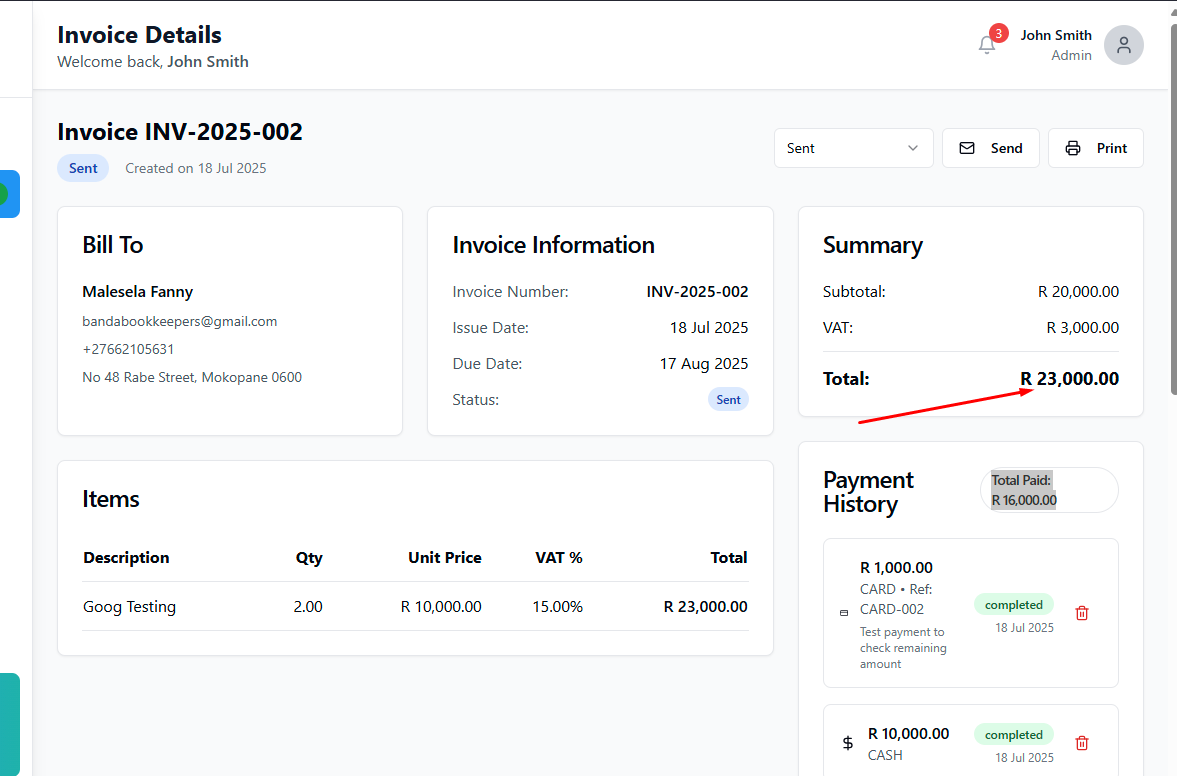 Invoice Details
Welcome back, John Smith
3
John Smith
Admin
Invoice INV-2025-002
Sent
Created on 18 Jul 2025
Sent
Send
Print
Bill To
Malesela Fanny
bandabookkeepers@gmail.com
+27662105631
No 48 Rabe Street, Mokopane 0600
Invoice Information
Invoice Number: INV-2025-002
Issue Date: 18 Jul 2025
Due Date: 17 Aug 2025
Status: Sent
Summary
Subtotal: R 20,000.00
VAT: R 3,000.00
Total: R 23,000.00
Items
Description Qty Unit Price VAT % Total
Goog Testing 2.00 R 10,000.00 15.00% R 23,000.00
Payment
History
Total Paid:
R 16,000.00
R 1,000.00
CARD • Ref:
CARD-002
Test payment to
check remaining
amount
completed
18 Jul 2025
$
R 10,000.00
CASH
completed
18 Jul 2025